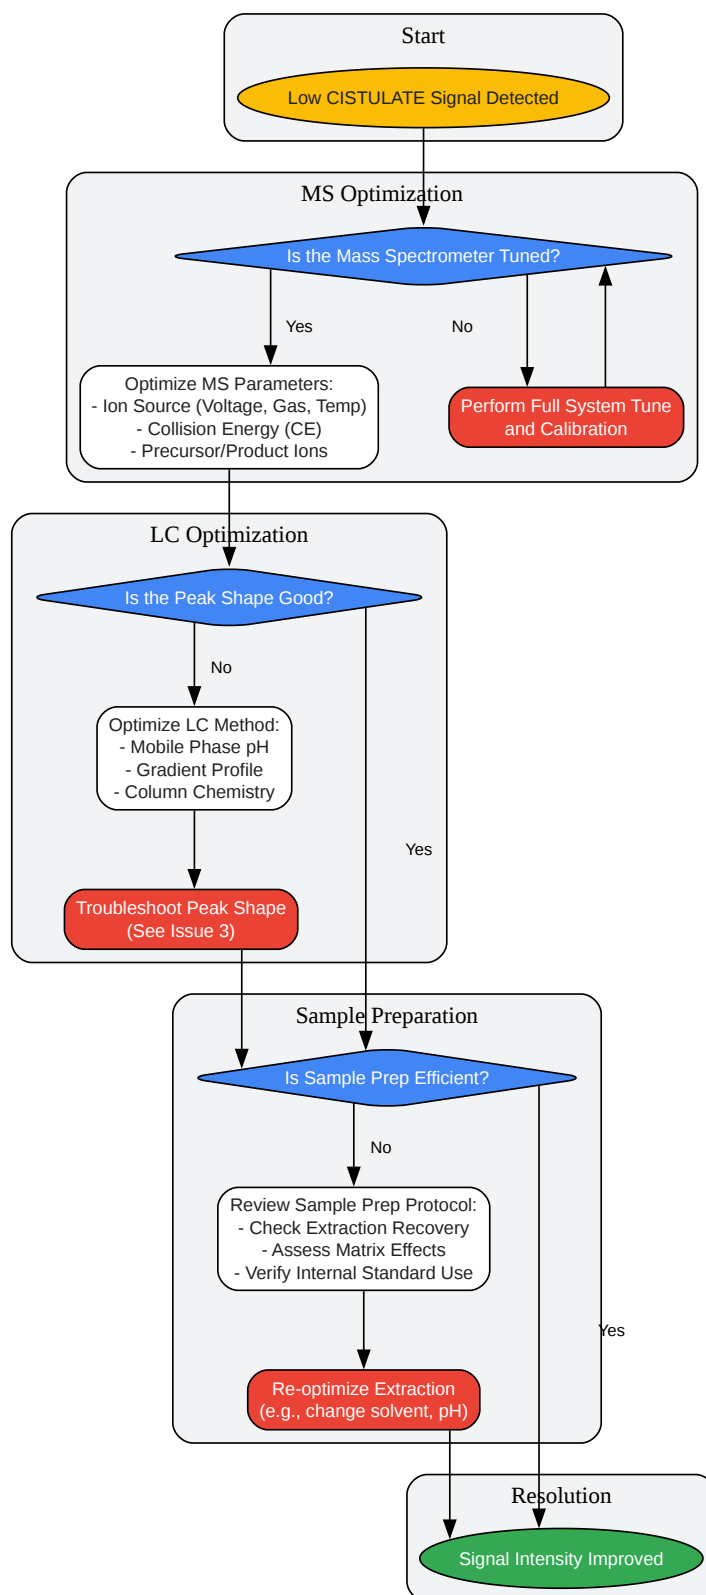 Start
Low CISTULATE Signal Detected
MS Optimization
Is the Mass Spectrometer Tuned?
Yes
No
Optimize MS Parameters:
- Ion Source (Voltage, Gas, Temp)
- Collision Energy (CE)
- Precursor/Product Ions
Perform Full System Tune
and Calibration
LC Optimization
Is the Peak Shape Good?
No
Optimize LC Method:
- Mobile Phase pH
- Gradient Profile
- Column Chemistry
Yes
Troubleshoot Peak Shape
(See Issue 3)
Sample Preparation
Is Sample Prep Efficient?
No
Review Sample Prep Protocol:
- Check Extraction Recovery
- Assess Matrix Effects
- Verify Internal Standard Use
Yes
Re-optimize Extraction
(e.g., change solvent, pH)
Resolution
Signal Intensity Improved